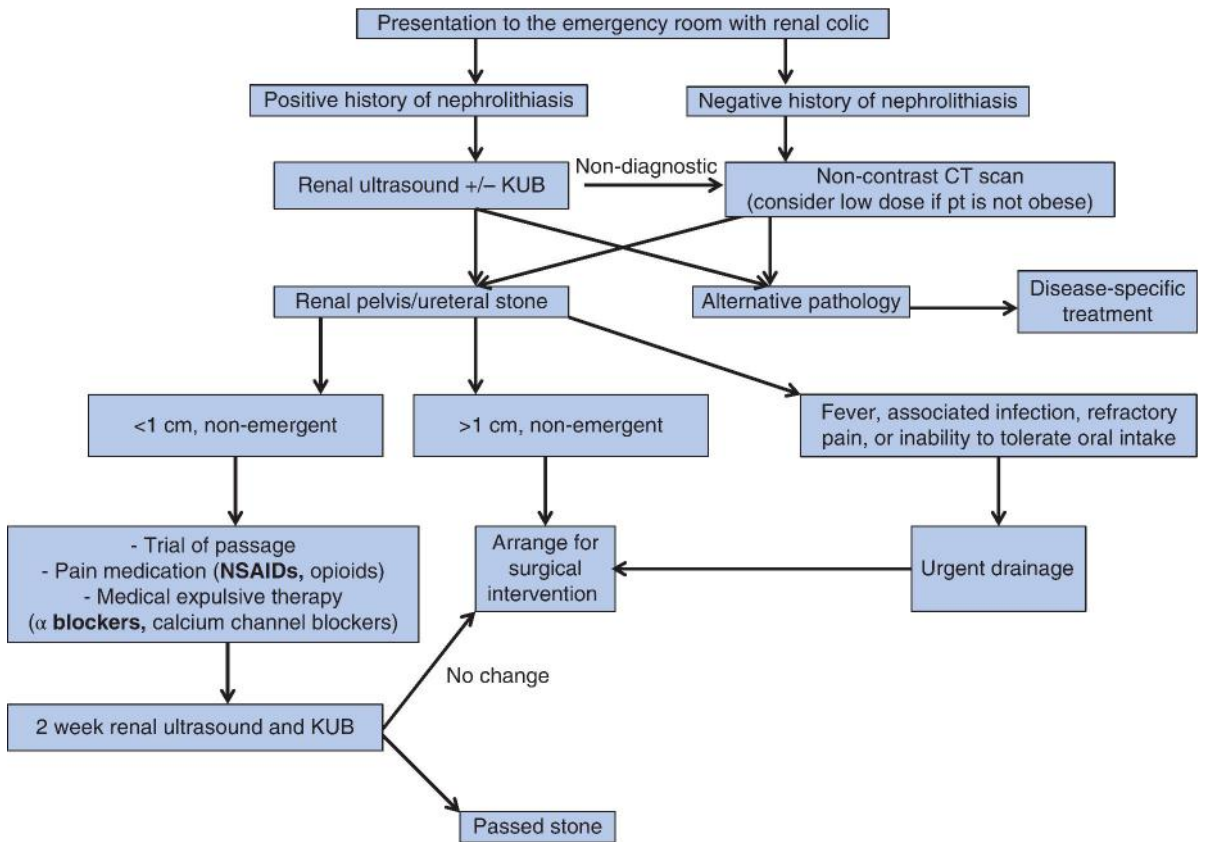 Presentation to the emergency room with renal colic
Positive history of nephrolithiasis
Negative history of nephrolithiasis
Renal ultrasound +/– KUB
Non-diagnostic
Non-contrast CT scan
(consider low dose if pt is not obese)
Renal pelvis/ureteral stone
Alternative pathology
Disease-specific
treatment
<1 cm, non-emergent
>1 cm, non-emergent
Fever, associated infection, refractory
pain, or inability to tolerate oral intake
- Trial of passage
- Pain medication (NSAIDs, opioids)
- Medical expulsive therapy
(α blockers, calcium channel blockers)
Arrange for
surgical
intervention
Urgent drainage
No change
2 week renal ultrasound and KUB
Passed stone